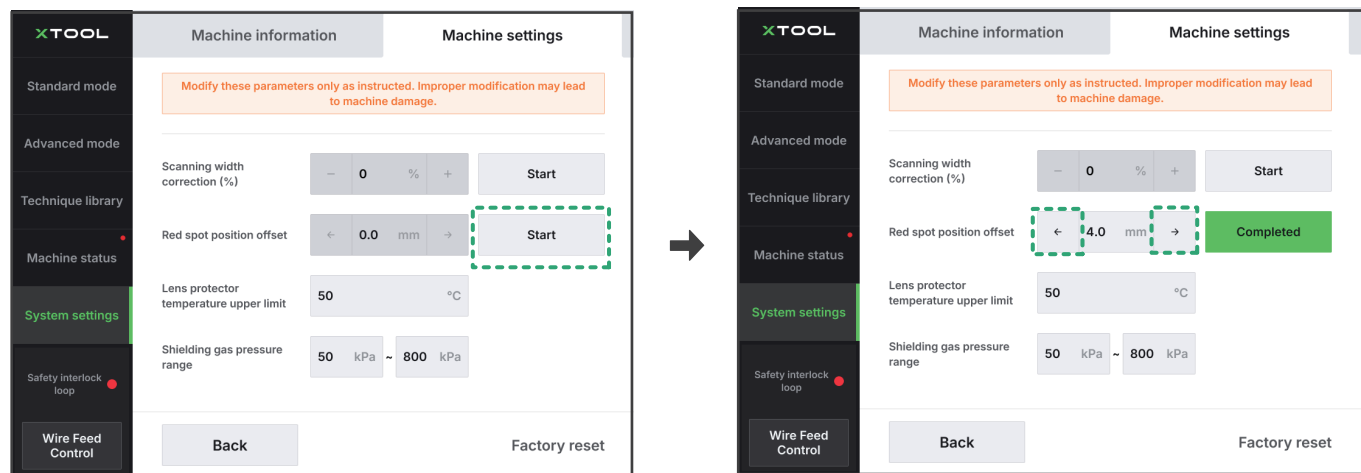 XTOOL
Machine information
Machine settings
Standard mode
Advanced mode
Technique library
Machine status
System settings
Safety interlock
loop
Wire Feed
Control
Modify these parameters only as instructed. Improper modification may lead
to machine damage.
Scanning width
correction (%)
− 0 % +
Start
Red spot position offset
← 0.0 mm →
Start
Lens protector
temperature upper limit
50 °C
Shielding gas pressure
range
50 kPa ~ 800 kPa
Back
Factory reset
XTOOL
Machine information
Machine settings
Standard mode
Advanced mode
Technique library
Machine status
System settings
Safety interlock
loop
Wire Feed
Control
Modify these parameters only as instructed. Improper modification may lead
to machine damage.
Scanning width
correction (%)
− 0 % +
Start
Red spot position offset
← 4.0 mm →
Completed
Lens protector
temperature upper limit
50 °C
Shielding gas pressure
range
50 kPa ~ 800 kPa
Back
Factory reset